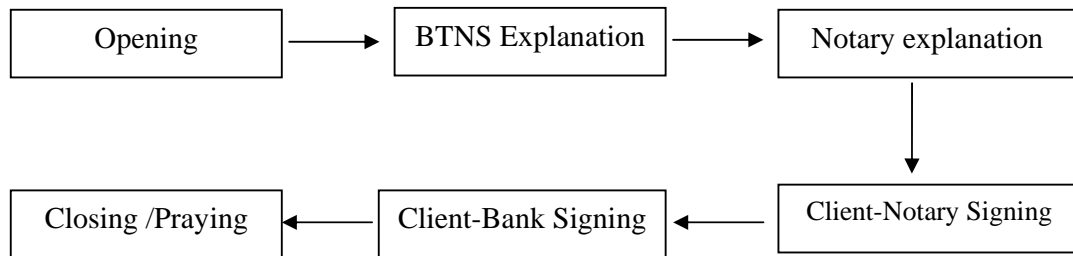 Opening
BTNS Explanation
Notary explanation
Client-Notary Signing
Client-Bank Signing
Closing /Praying